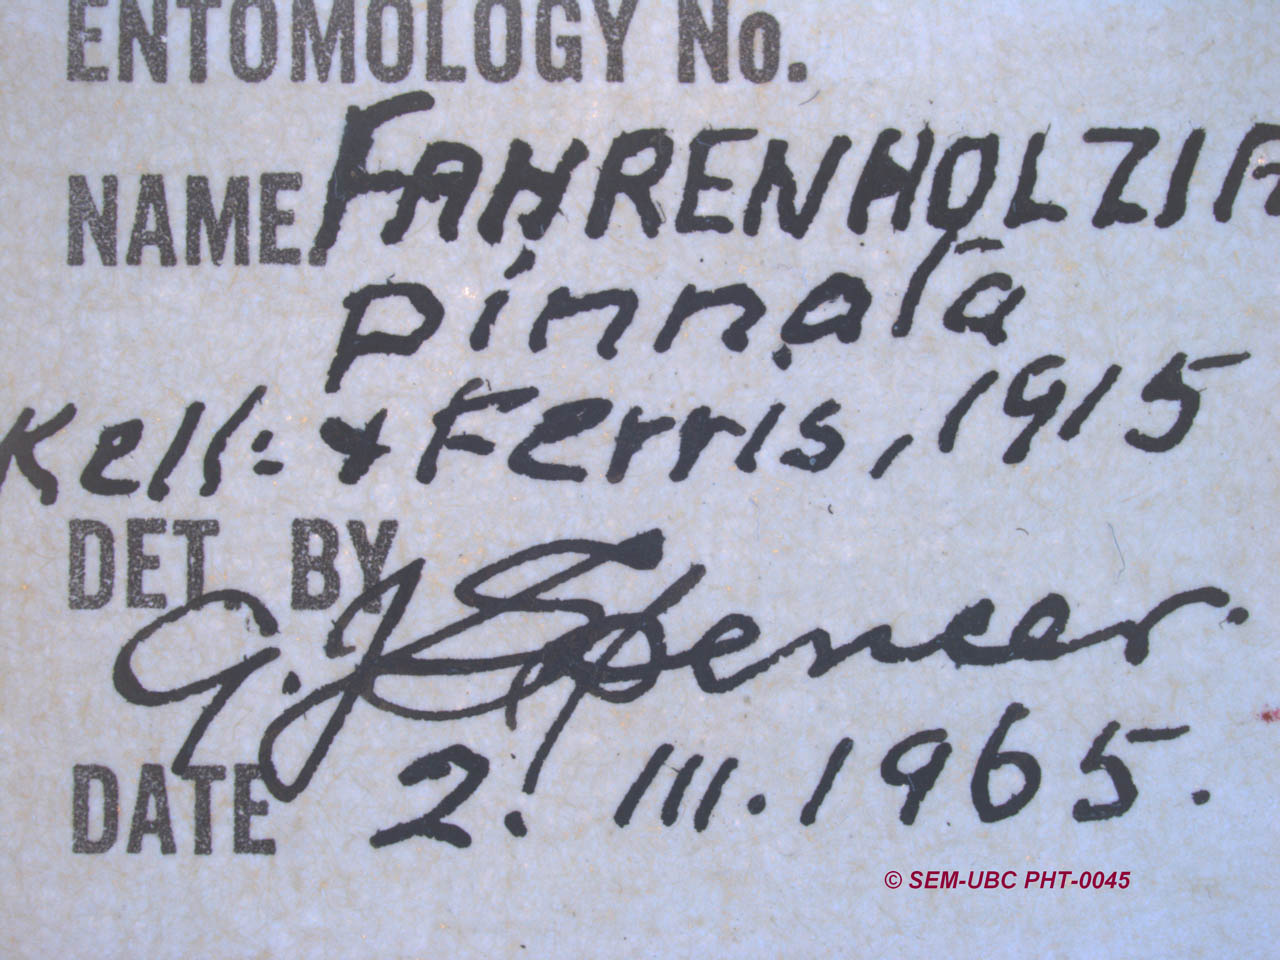 ENTOMOLOGY No.
NAME. FAHRENHOLZIA
pinnata
Kell: & Ferris, 1915
DET. BY
G. J. Spencer.
DATE 2. III. 1965.
© SEM-UBC PHT-0045